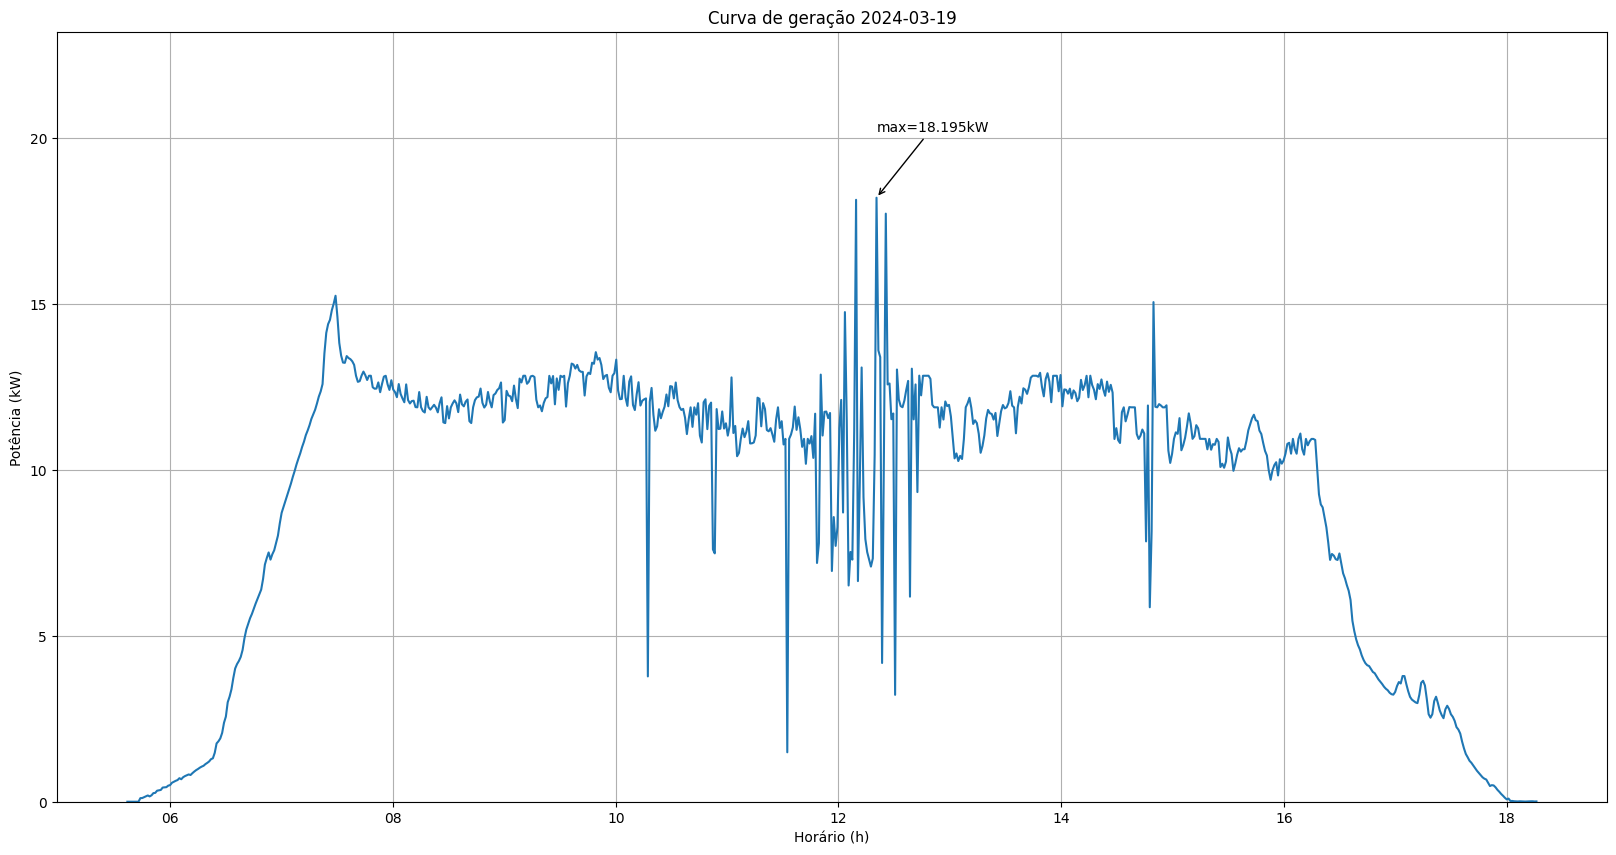 Curva de geração 2024-03-19
max=18.195kW
Potência (kW)
20
15
10
5
0
06 08 10 12 14 16 18
Horário (h)